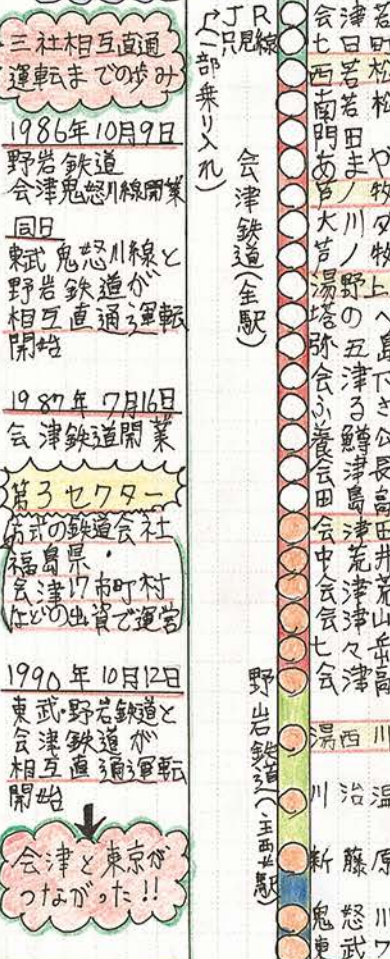 三社相互直通
運転までの歩み
1986年10月9日
野岩鉄道
会津鬼怒川線開業
同日
東武鬼怒川線と
野岩鉄道が
相互直通運転
開始
1987年 7月16日
会津鉄道開業
第3セクター
方式の鉄道会社
福島県・
会津17市町村
などの出資で運営
1990年10月12日
東武・野岩鉄道と
会津鉄道が
相互直通運転
開始
会津と東京が
つながった!!
JR
只見線
(一部乗り入れ)
会津鉄道(全駅)
野岩鉄道(主要駅)
会津若
七日
西若松
南若松
門田
あまや
芦ノ牧
大川ダ
芦ノ牧
湯野上
塔のへ
弥五島
会津下
ふるさ
養鱒公
会津長
田島高
会津田
中荒井
会津荒
会津山
七々岳
会津高
湯西川
川治温
新藤原
鬼怒川
東武ワ